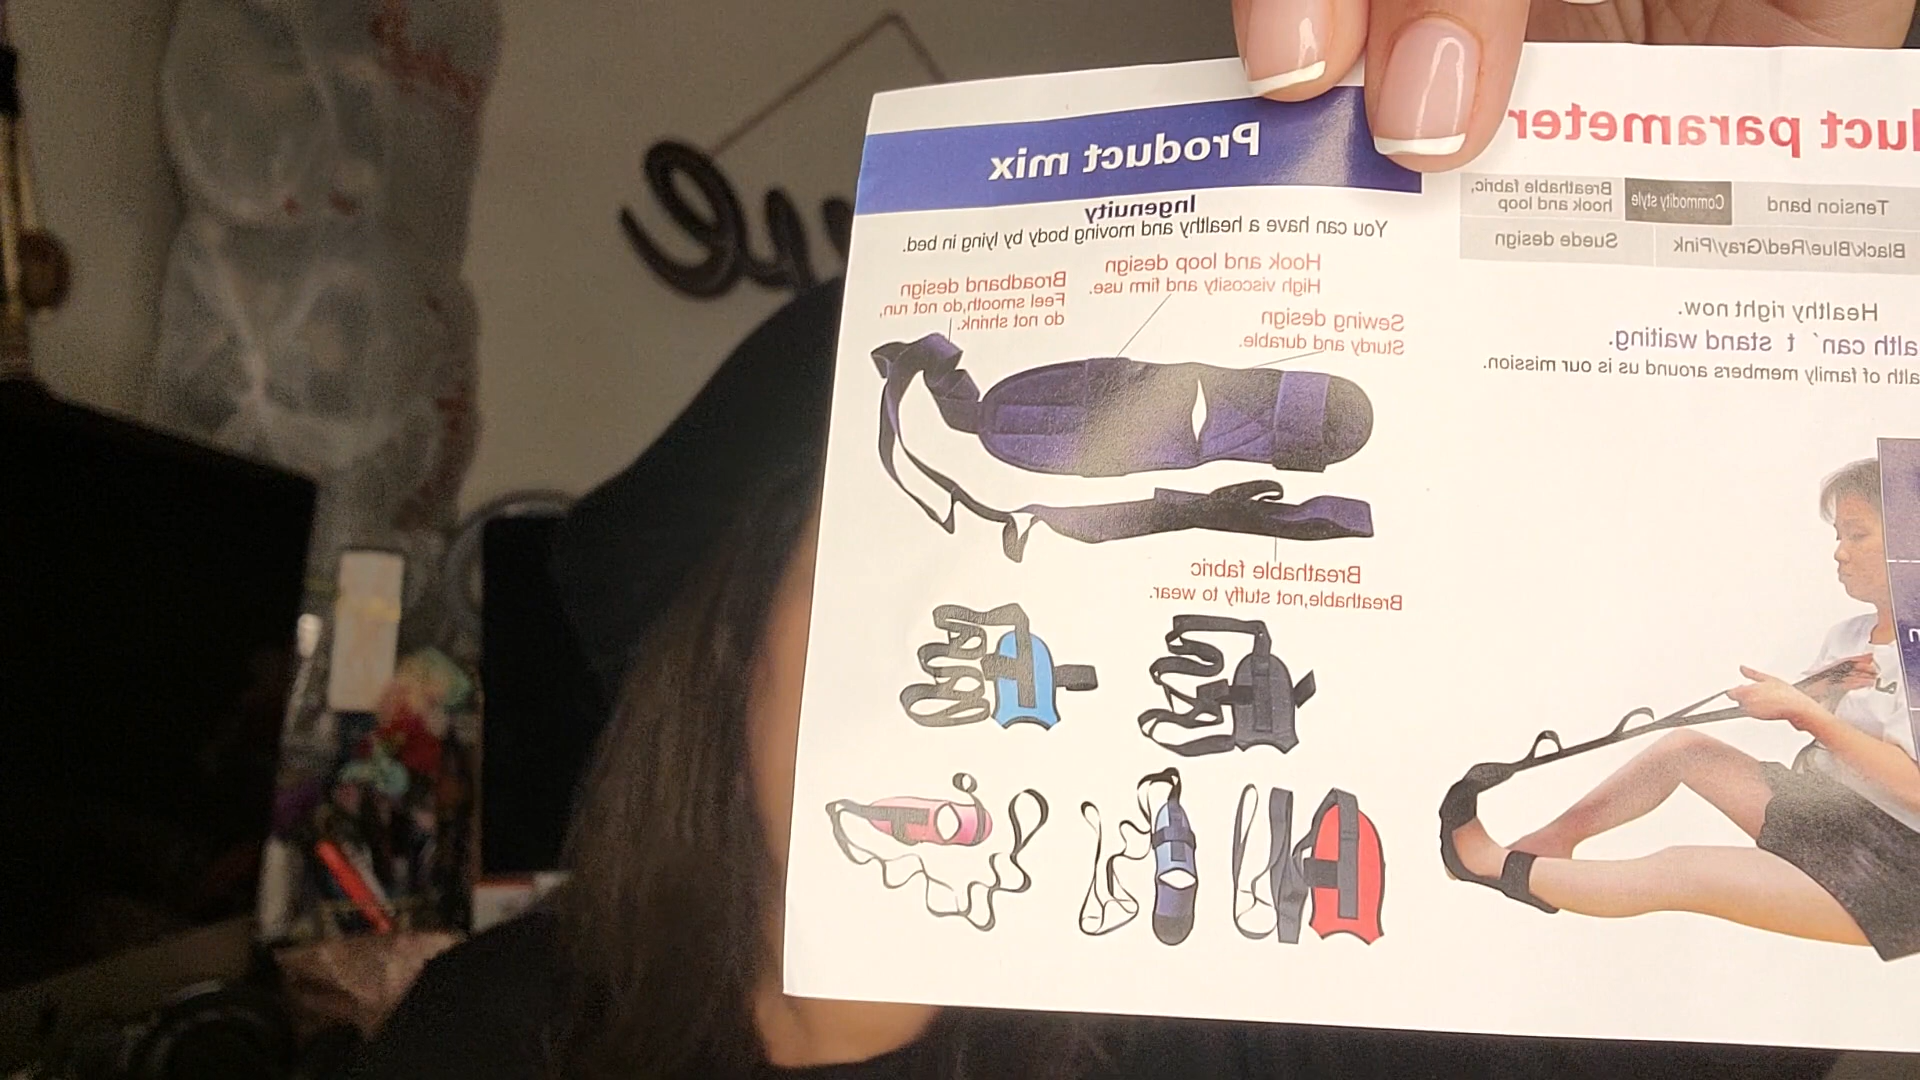 Product mix
Ingenuity
You can have a healthy and moving body by lying in bed.
Hook and loop design
High viscosity and firm use.
Broadband design
Feel smooth,do not run,
do not shrink.
Sewing design
Sturdy and durable.
Breathable fabric
Breathable,not stuffy to wear.
uct parameter
Tension band
Commodity style
Breathable fabric,
hook and loop
Black/Blue/Red/Gray/Pink
Suede design
Healthy right now.
alth can´t stand waiting.
alth of family members around us is our mission.